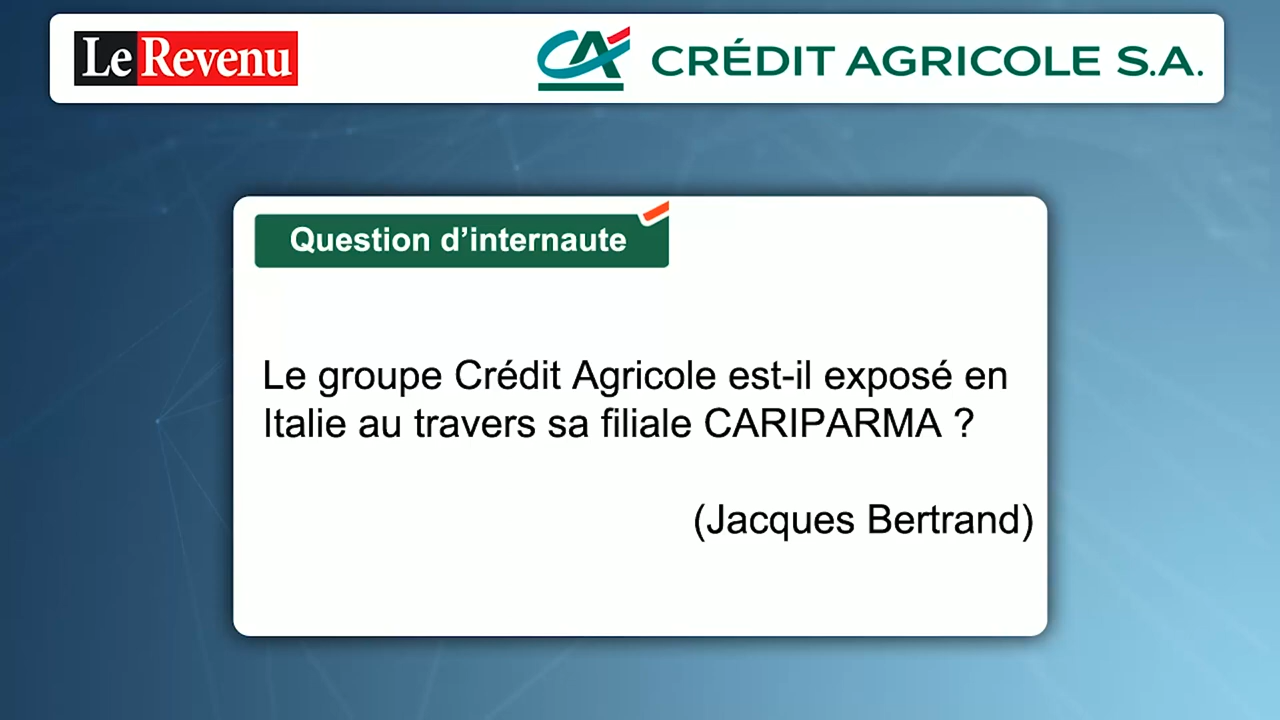 Le Revenu
CRÉDIT AGRICOLE S.A.
Question d’internaute
Le groupe Crédit Agricole est-il exposé en
Italie au travers sa filiale CARIPARMA ?
(Jacques Bertrand)